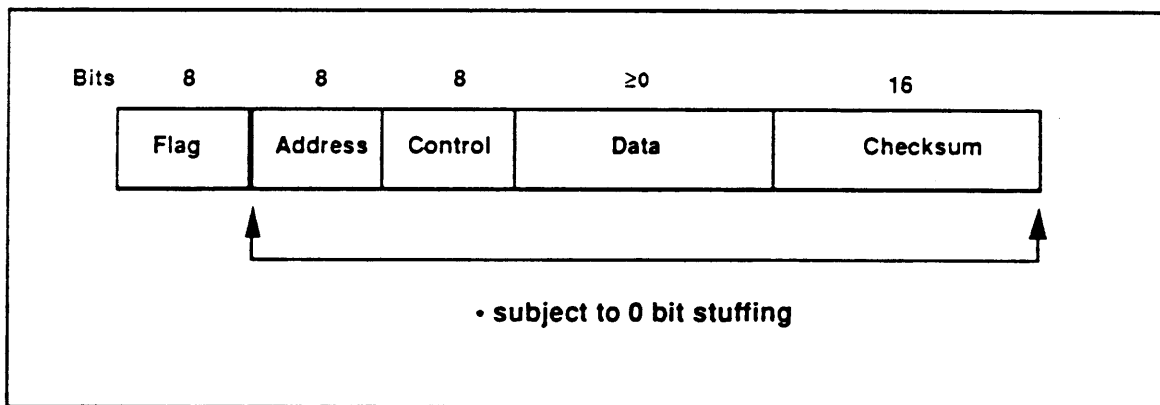 Bits 8 8 8 ≥0 16
Flag Address Control Data Checksum
• subject to 0 bit stuffing